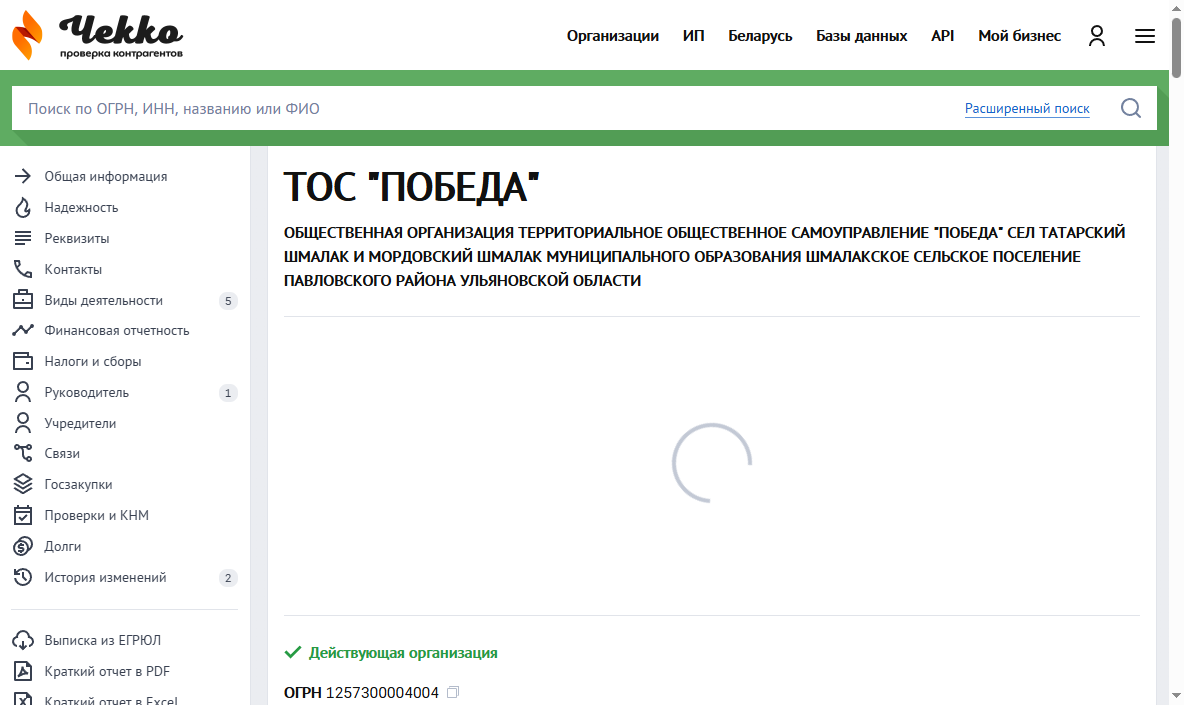 Чекко
проверка контрагентов
Организации ИП Беларусь Базы данных API Мой бизнес
Поиск по ОГРН, ИНН, названию или ФИО Расширенный поиск
Общая информация
Надежность
Реквизиты
Контакты
Виды деятельности 5
Финансовая отчетность
Налоги и сборы
Руководитель 1
Учредители
Связи
Госзакупки
Проверки и КНМ
Долги
История изменений 2
Выписка из ЕГРЮЛ
Краткий отчет в PDF
Краткий отчет в Excel
ТОС "ПОБЕДА"
ОБЩЕСТВЕННАЯ ОРГАНИЗАЦИЯ ТЕРРИТОРИАЛЬНОЕ ОБЩЕСТВЕННОЕ САМОУПРАВЛЕНИЕ "ПОБЕДА" СЕЛ ТАТАРСКИЙ
ШМАЛАК И МОРДОВСКИЙ ШМАЛАК МУНИЦИПАЛЬНОГО ОБРАЗОВАНИЯ ШМАЛАКСКОЕ СЕЛЬСКОЕ ПОСЕЛЕНИЕ
ПАВЛОВСКОГО РАЙОНА УЛЬЯНОВСКОЙ ОБЛАСТИ
Действующая организация
ОГРН 1257300004004